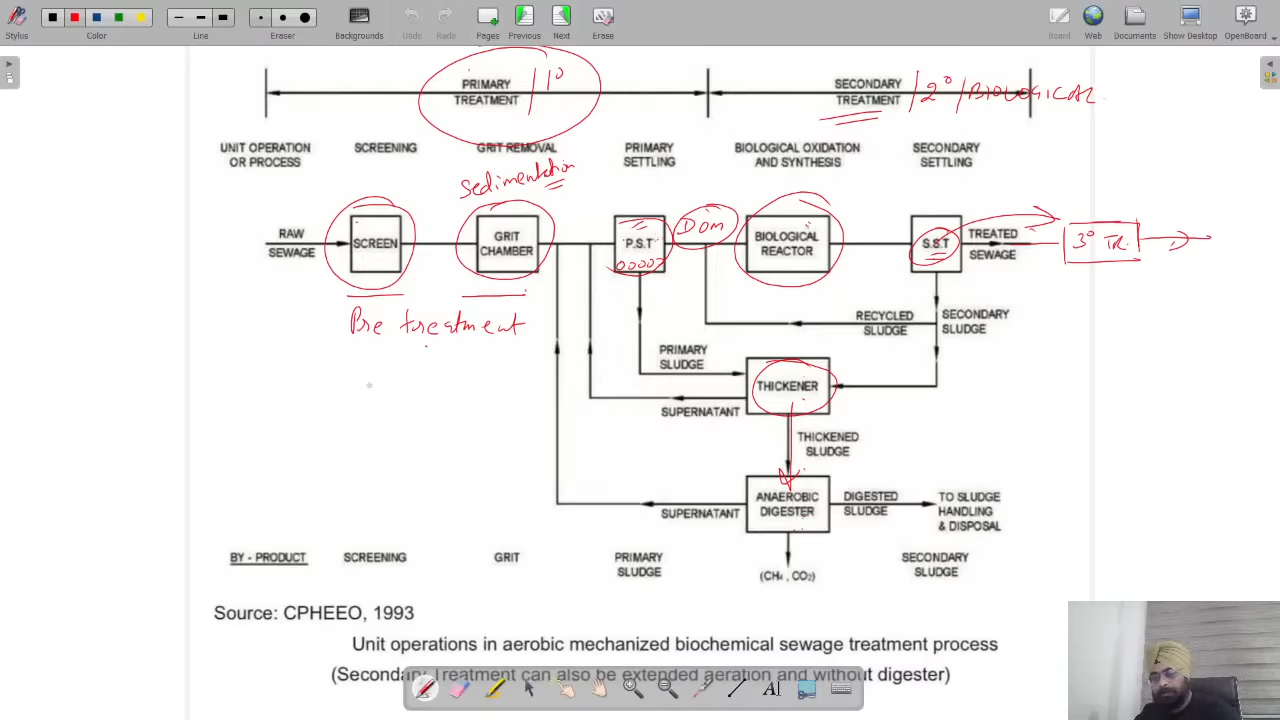 Stylus
Color
Line
Eraser
Backgrounds
Undo
Redo
Pages
Previous
Next
Erase
Board
Web
Documents
Show Desktop
OpenBoard
PRIMARY
TREATMENT / 1°
SECONDARY
TREATMENT / 2° / BIOLOGICAL
UNIT OPERATION
OR PROCESS
SCREENING
GRIT REMOVAL
PRIMARY
SETTLING
BIOLOGICAL OXIDATION
AND SYNTHESIS
SECONDARY
SETTLING
Sedimentation
RAW
SEWAGE
SCREEN
GRIT
CHAMBER
P.S.T
DOM
BIOLOGICAL
REACTOR
S.S.T
TREATED
SEWAGE
3° TR.
Pre treatment
RECYCLED
SLUDGE
SECONDARY
SLUDGE
PRIMARY
SLUDGE
THICKENER
SUPERNATANT
THICKENED
SLUDGE
ANAEROBIC
DIGESTER
SUPERNATANT
DIGESTED
SLUDGE
TO SLUDGE
HANDLING
& DISPOSAL
BY - PRODUCT
SCREENING
GRIT
PRIMARY
SLUDGE
(CH4 , CO2)
SECONDARY
SLUDGE
Source: CPHEEO, 1993
Unit operations in aerobic mechanized biochemical sewage treatment process
(Secondary Treatment can also be extended aeration and without digester)